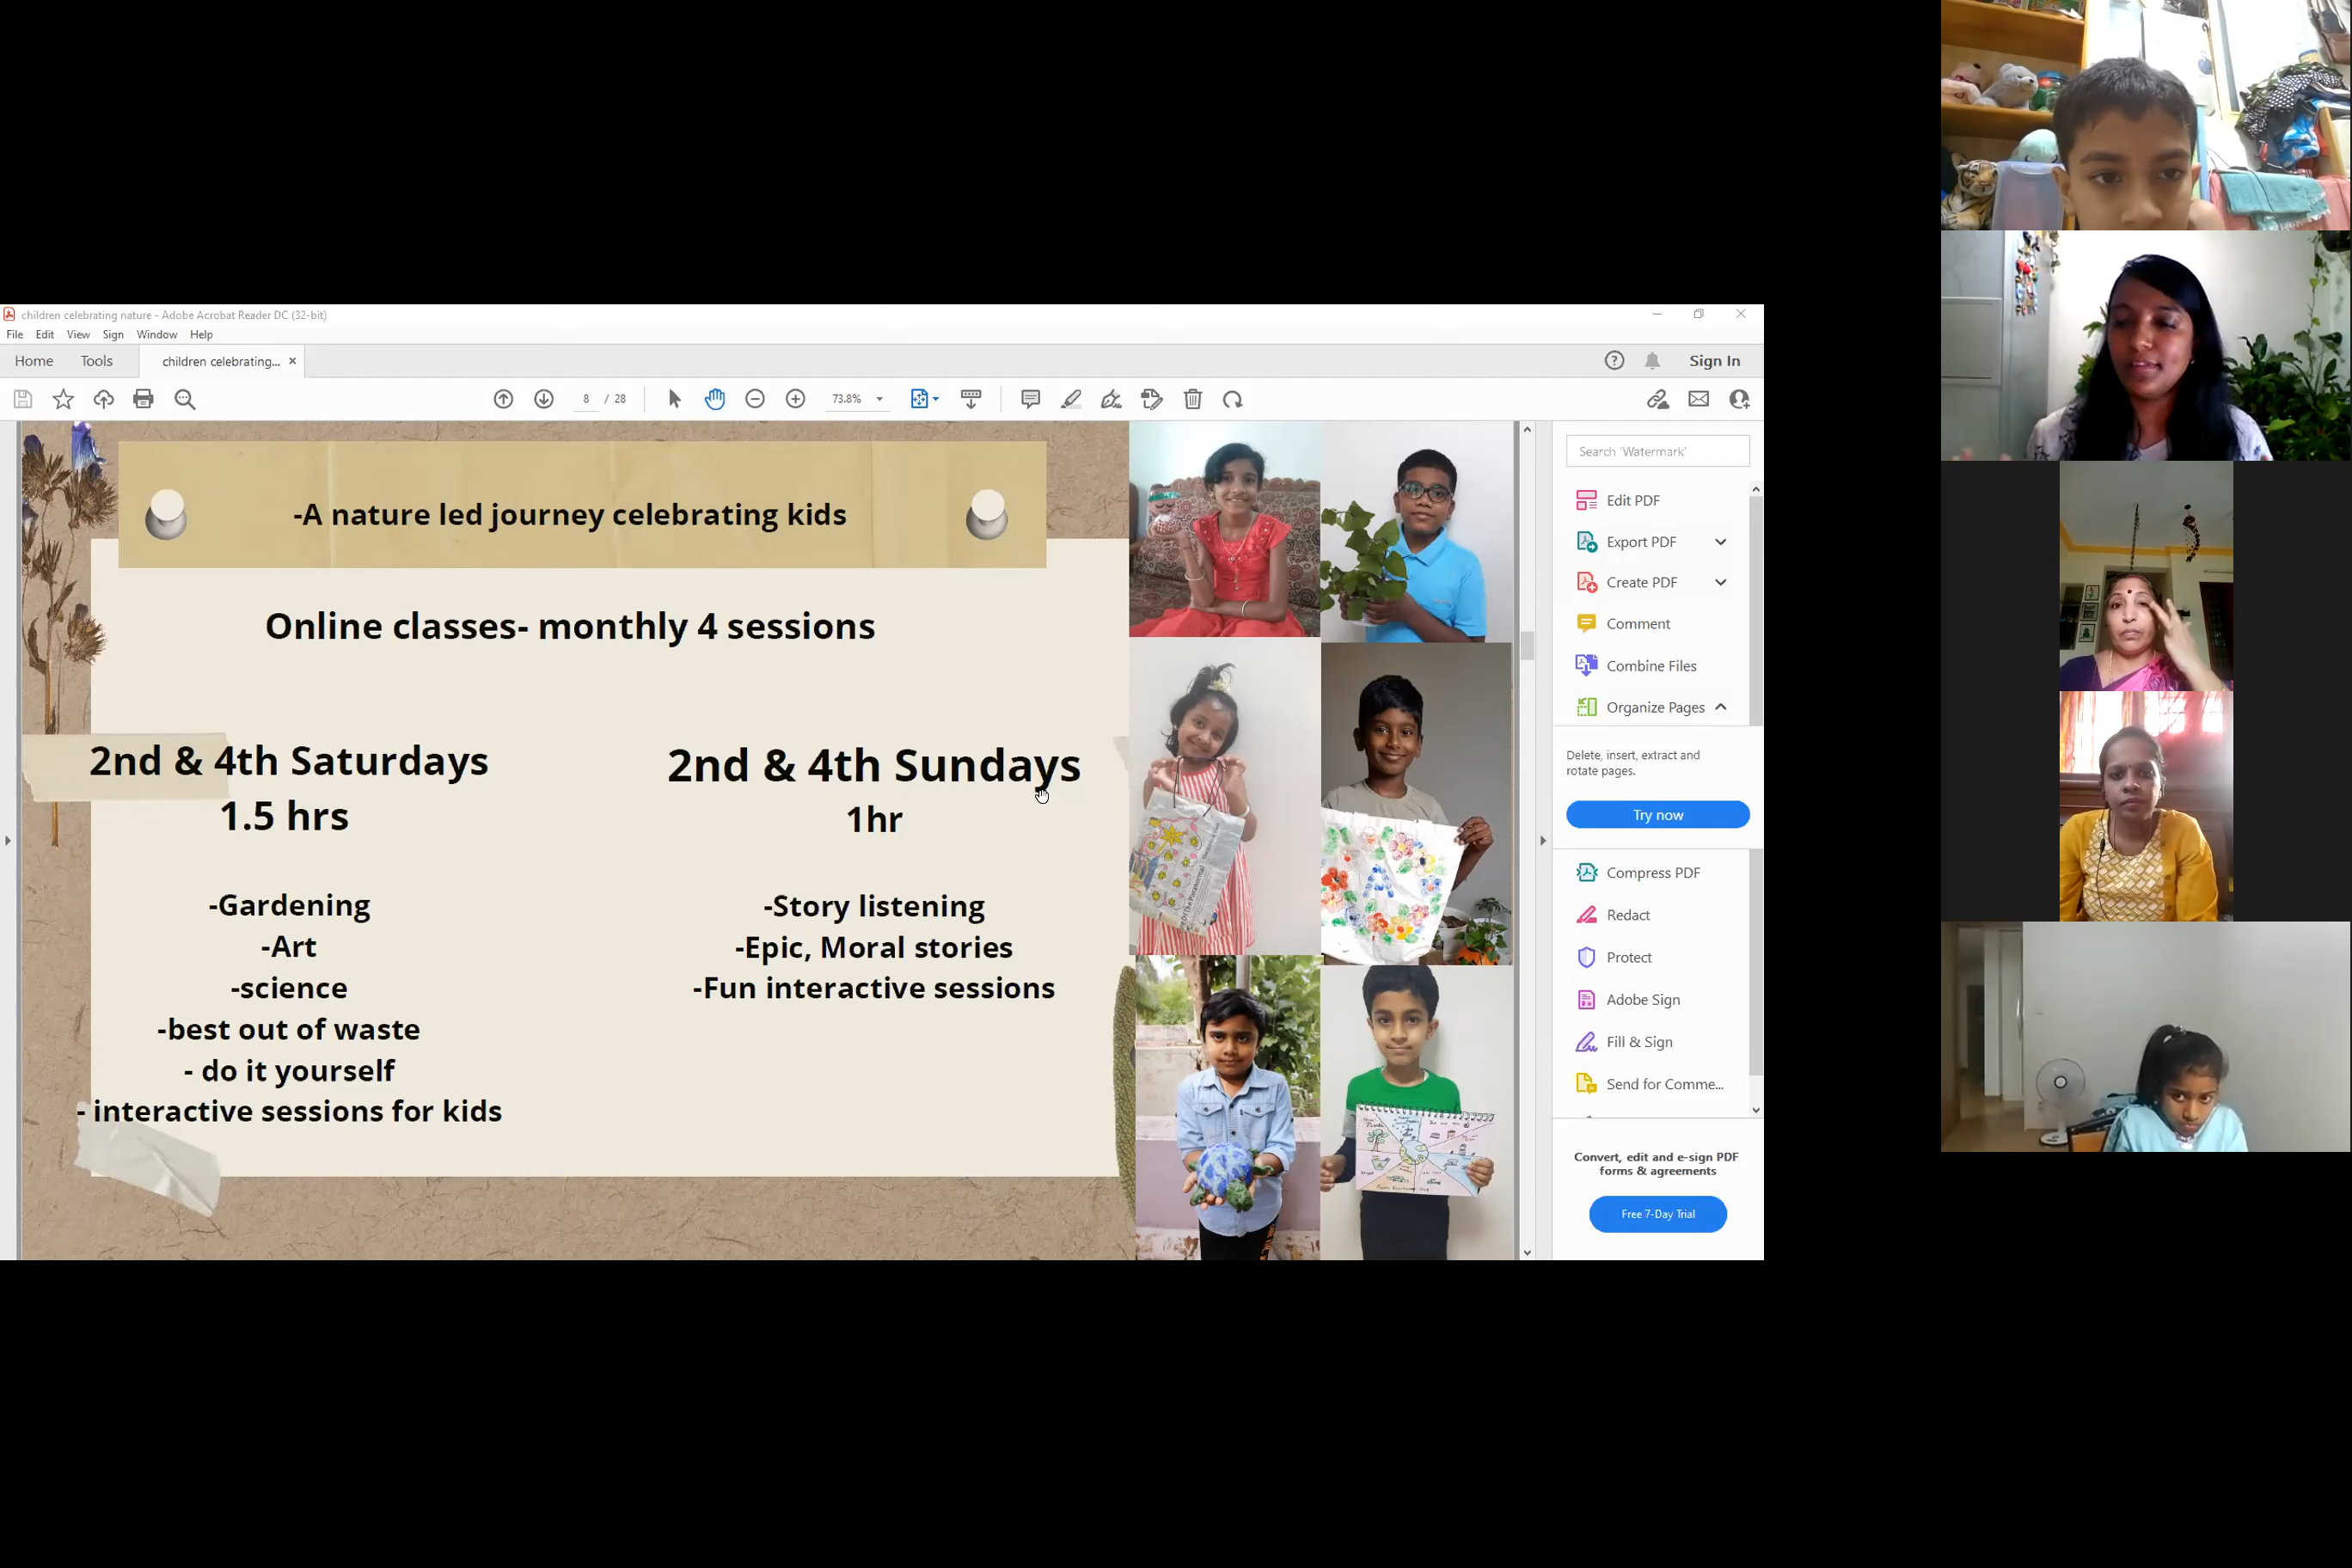 children celebrating nature - Adobe Acrobat Reader DC (32-bit)
File Edit View Sign Window Help
Home Tools children celebrating... × Sign In
8 / 28 73.8%
-A nature led journey celebrating kids
Online classes- monthly 4 sessions
2nd & 4th Saturdays
1.5 hrs
-Gardening
-Art
-science
-best out of waste
- do it yourself
- interactive sessions for kids
2nd & 4th Sundays
1hr
-Story listening
-Epic, Moral stories
-Fun interactive sessions
Search 'Watermark'
Edit PDF
Export PDF
Create PDF
Comment
Combine Files
Organize Pages
Delete, insert, extract and
rotate pages.
Try now
Compress PDF
Redact
Protect
Adobe Sign
Fill & Sign
Send for Comme...
Convert, edit and e-sign PDF
forms & agreements
Free 7-Day Trial